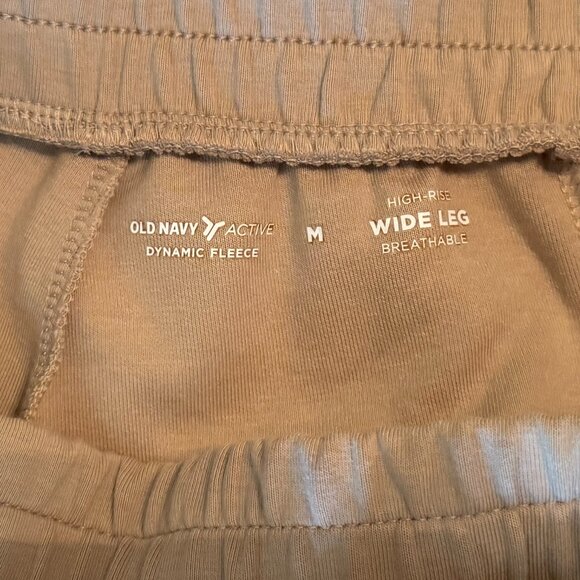 OLD NAVY ACTIVE
DYNAMIC FLEECE
M
HIGH-RISE
WIDE LEG
BREATHABLE